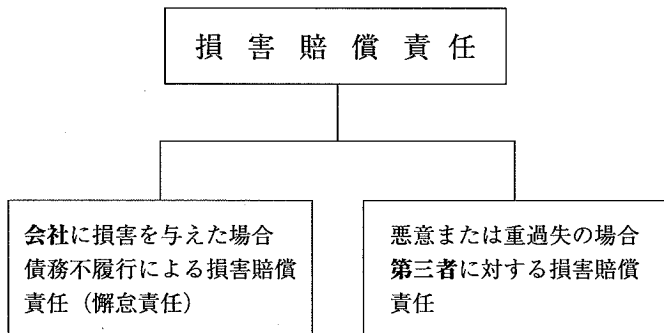 損害賠償責任
会社に損害を与えた場合
債務不履行による損害賠償
責任（懈怠責任）
悪意または重過失の場合
第三者に対する損害賠償
責任